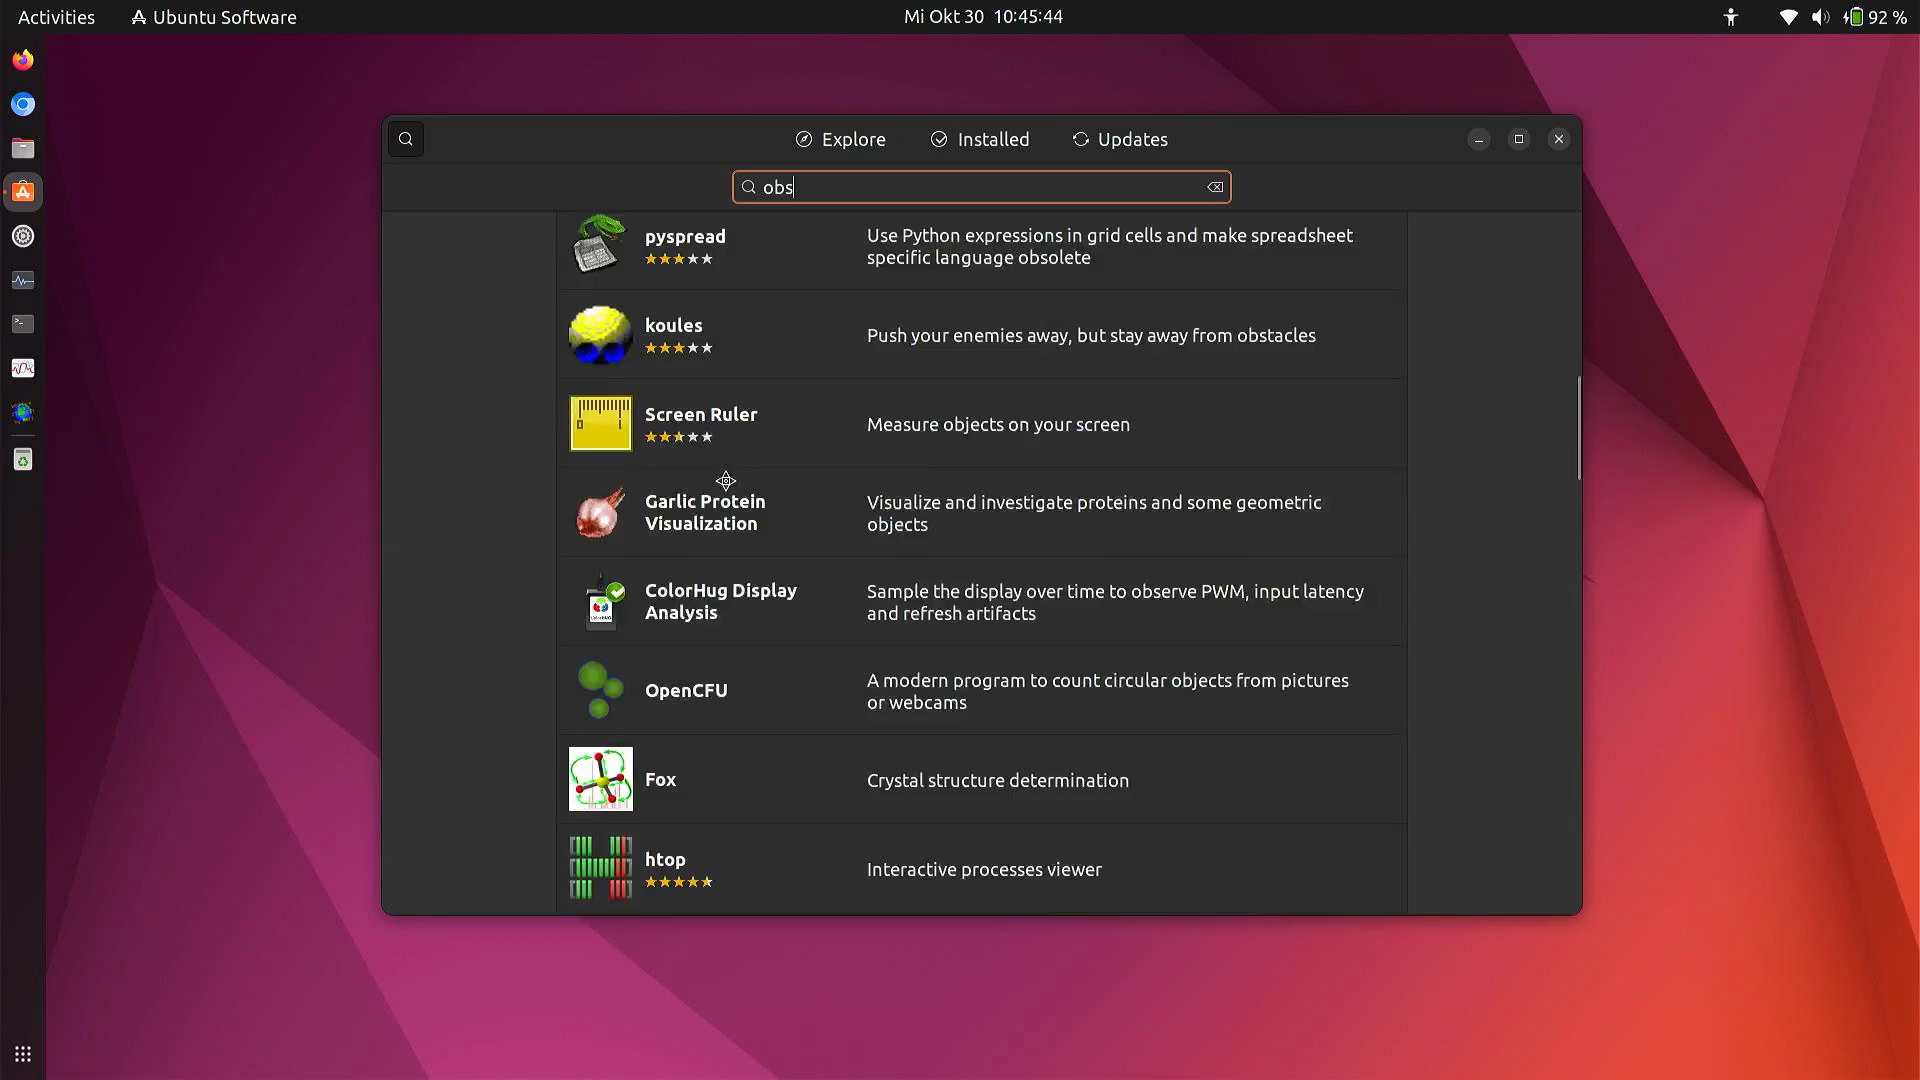 Activities
Ubuntu Software
Mi Okt 30 10:45:44
92 %
Explore
Installed
Updates
obs
pyspread
Use Python expressions in grid cells and make spreadsheet
specific language obsolete
koules
Push your enemies away, but stay away from obstacles
Screen Ruler
Measure objects on your screen
Garlic Protein
Visualization
Visualize and investigate proteins and some geometric
objects
ColorHug Display
Analysis
Sample the display over time to observe PWM, input latency
and refresh artifacts
OpenCFU
A modern program to count circular objects from pictures
or webcams
Fox
Crystal structure determination
htop
Interactive processes viewer